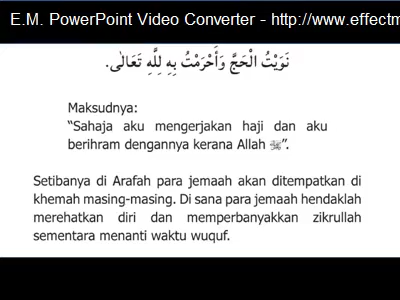 E.M. PowerPoint Video Converter - http://www.effectm
نَوَيْتُ الْحَجَّ وَأَحْرَمْتُ بِهِ لِلَّهِ تَعَالٰى.
Maksudnya:
“Sahaja aku mengerjakan haji dan aku
berihram dengannya kerana Allah ﷻ”.
Setibanya di Arafah para jemaah akan ditempatkan di
khemah masing-masing. Di sana para jemaah hendaklah
merehatkan diri dan memperbanyakkan zikrullah
sementara menanti waktu wuquf.